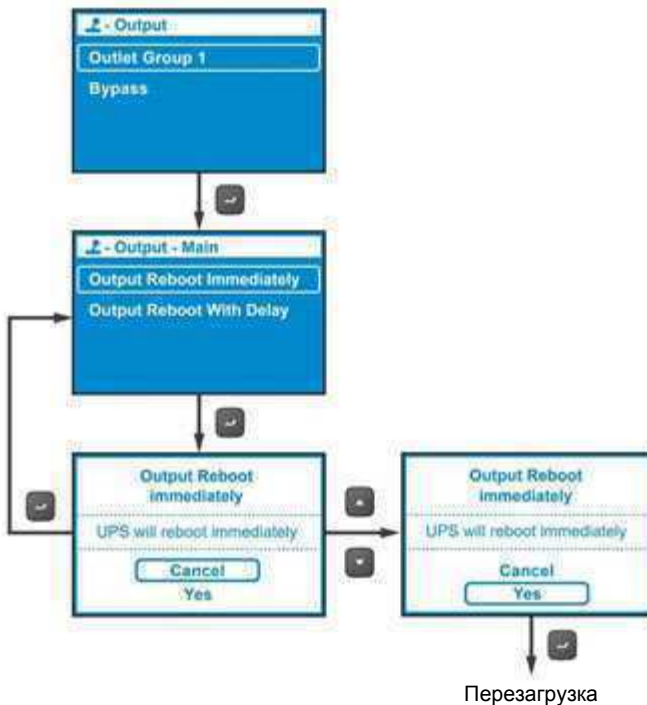 - Output
Outlet Group 1
Bypass
- Output - Main
Output Reboot Immediately
Output Reboot With Delay
Output Reboot
immediately
UPS will reboot immediately
Cancel
Yes
Output Reboot
immediately
UPS will reboot immediately
Cancel
Yes
Перезагрузка